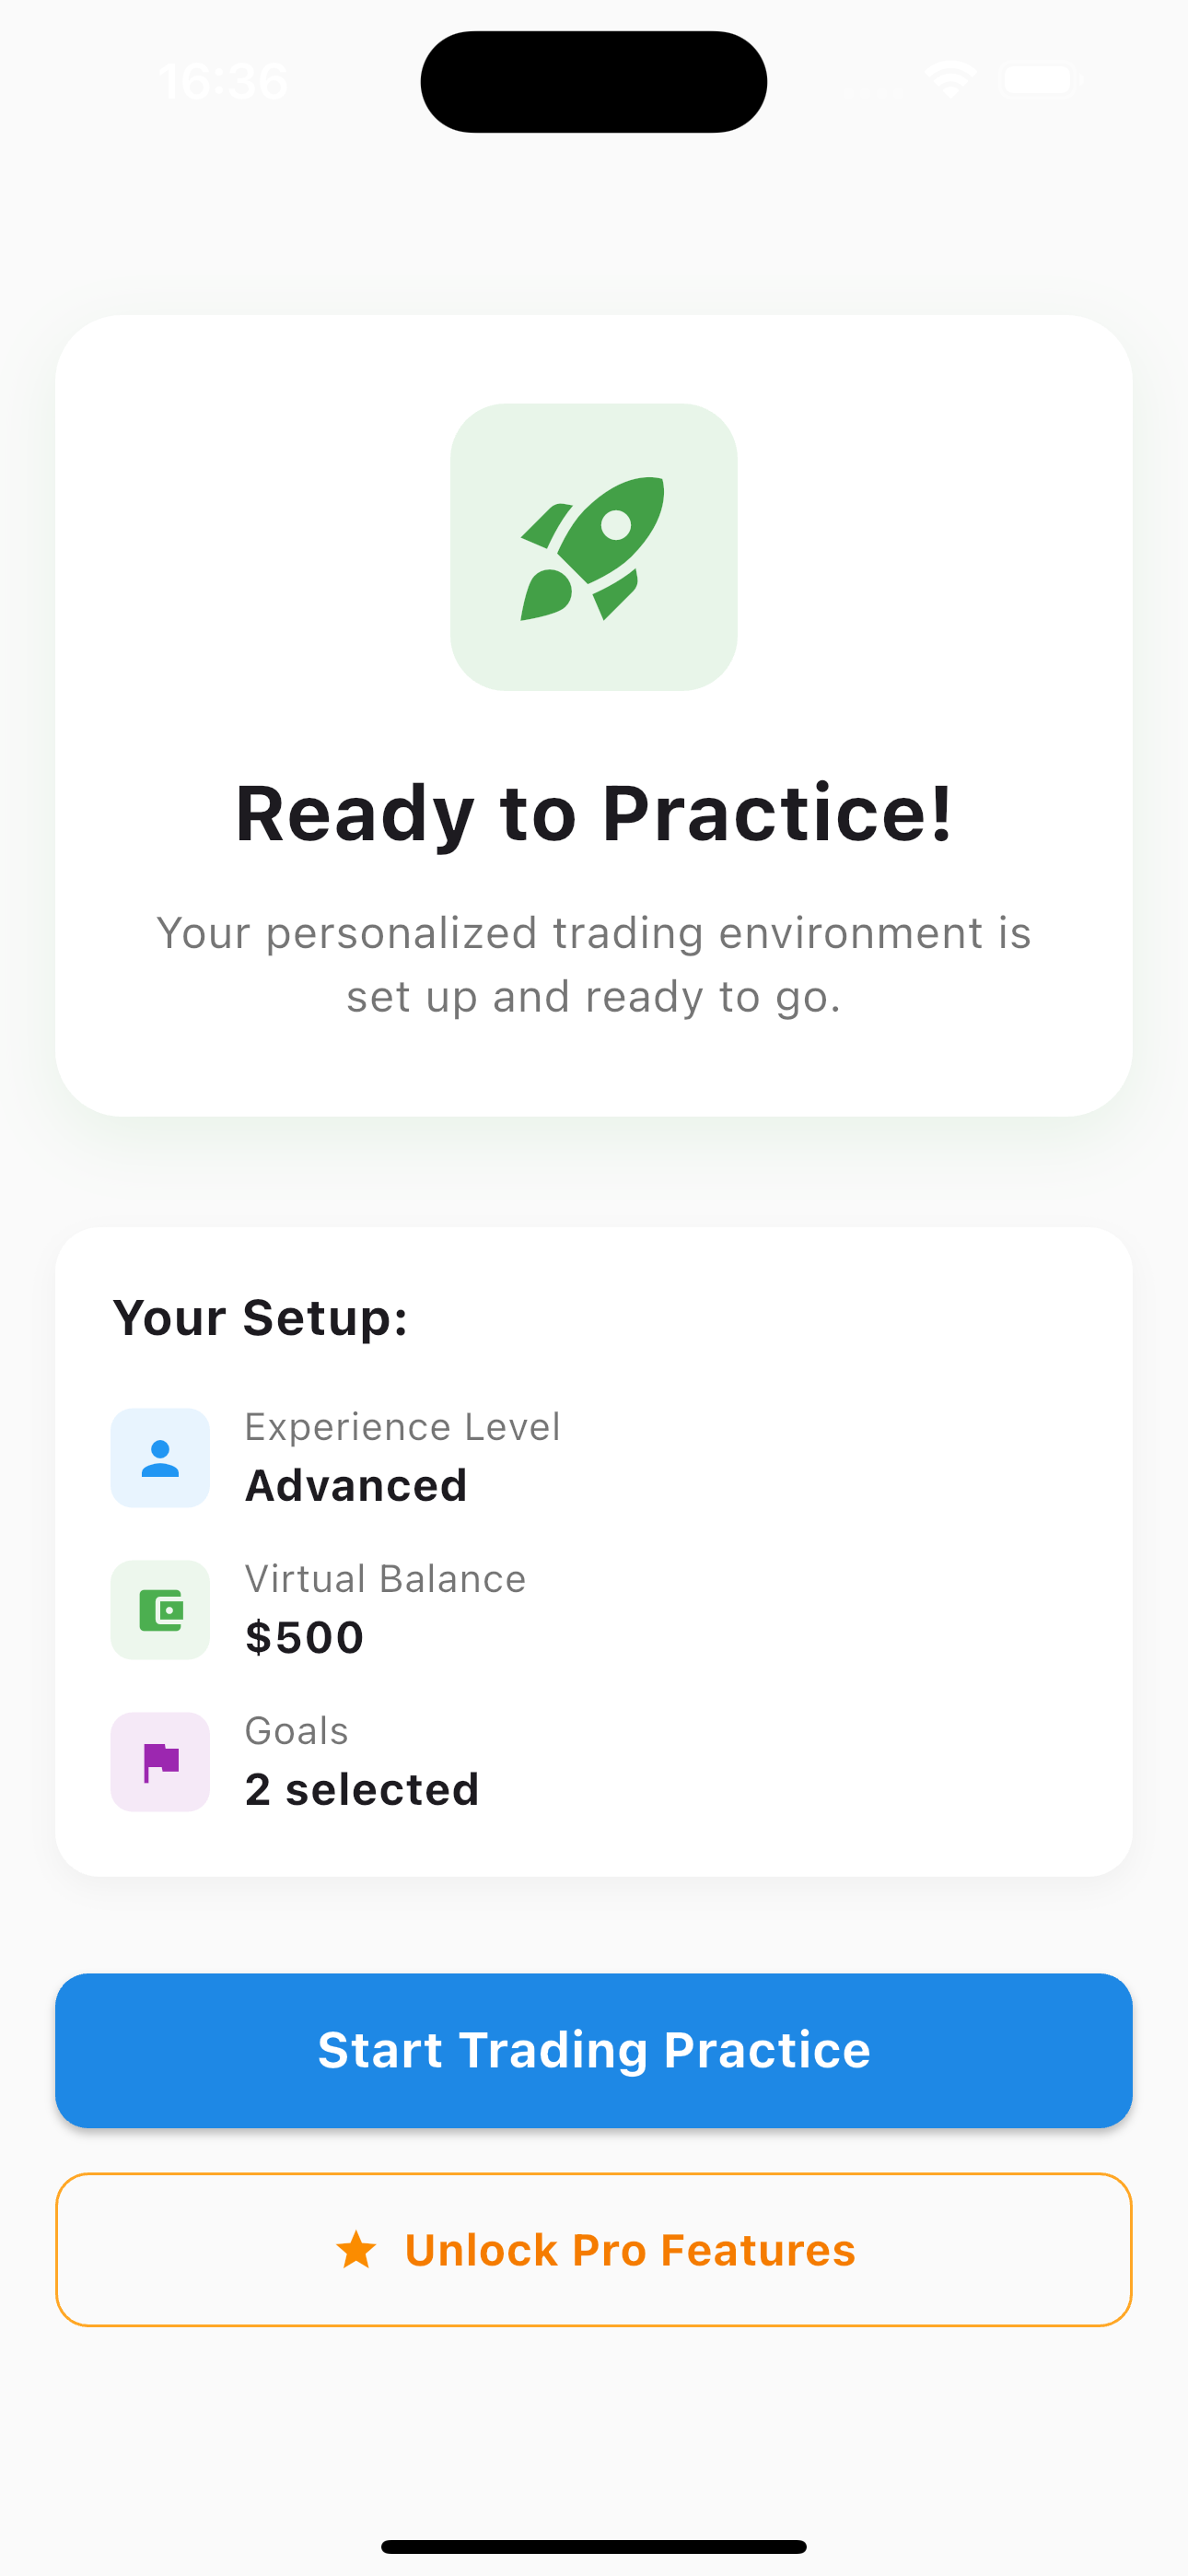 16:36
Ready to Practice!
Your personalized trading environment is
set up and ready to go.
Your Setup:
Experience Level
Advanced
Virtual Balance
$500
Goals
2 selected
Start Trading Practice
Unlock Pro Features